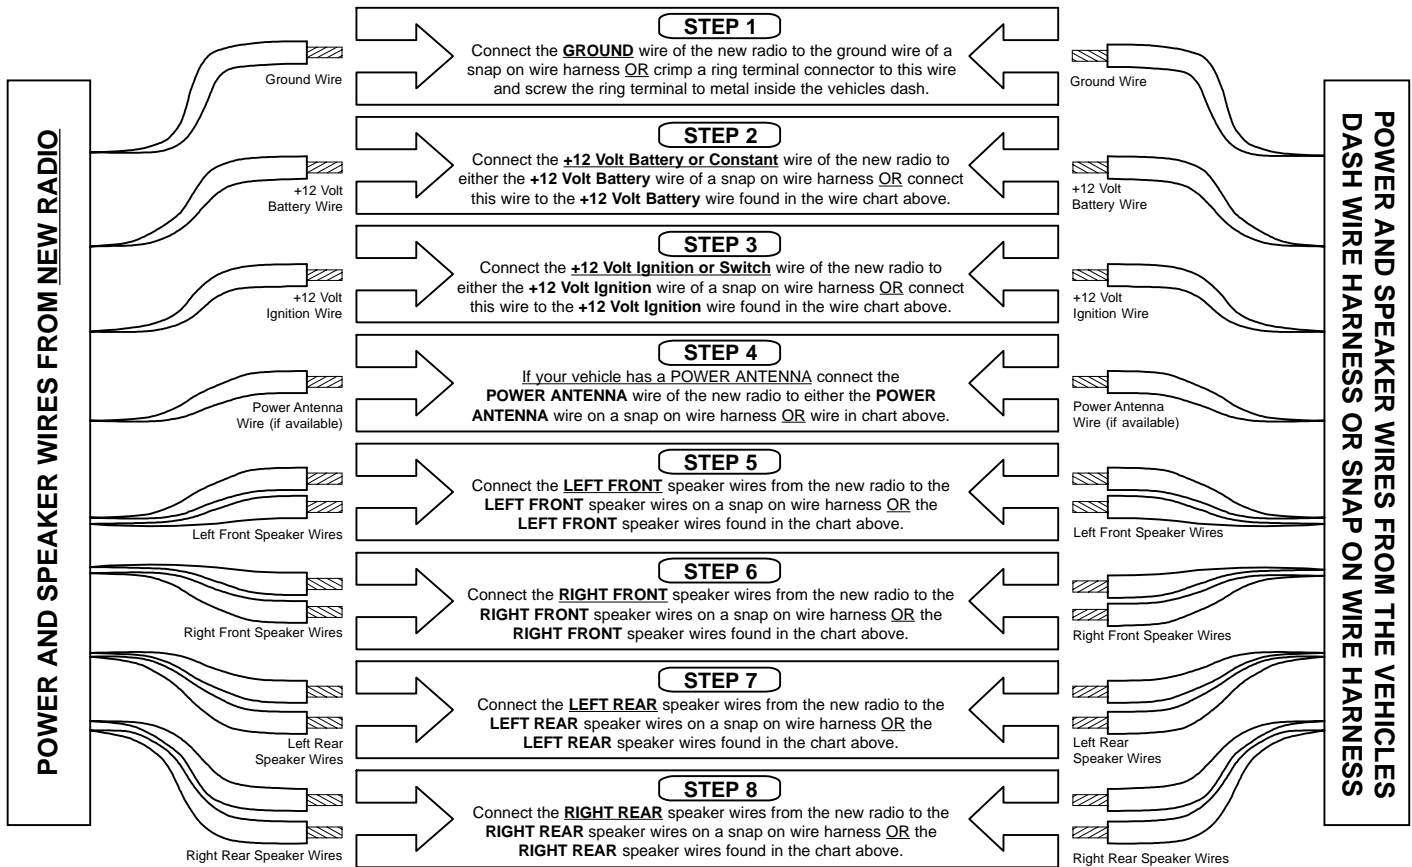 POWER AND SPEAKER WIRES FROM NEW RADIO
STEP 1
Connect the GROUND wire of the new radio to the ground wire of a
snap on wire harness OR crimp a ring terminal connector to this wire
and screw the ring terminal to metal inside the vehicles dash.
Ground Wire
Ground Wire
STEP 2
Connect the +12 Volt Battery or Constant wire of the new radio to
either the +12 Volt Battery wire of a snap on wire harness OR connect
this wire to the +12 Volt Battery wire found in the wire chart above.
+12 Volt
Battery Wire
+12 Volt
Battery Wire
STEP 3
Connect the +12 Volt Ignition or Switch wire of the new radio to
either the +12 Volt Ignition wire of a snap on wire harness OR connect
this wire to the +12 Volt Ignition wire found in the wire chart above.
+12 Volt
Ignition Wire
+12 Volt
Ignition Wire
STEP 4
If your vehicle has a POWER ANTENNA connect the
POWER ANTENNA wire of the new radio to either the POWER
ANTENNA wire on a snap on wire harness OR wire in chart above.
Power Antenna
Wire (if available)
Power Antenna
Wire (if available)
STEP 5
Connect the LEFT FRONT speaker wires from the new radio to the
LEFT FRONT speaker wires on a snap on wire harness OR the
LEFT FRONT speaker wires found in the chart above.
Left Front Speaker Wires
Left Front Speaker Wires
STEP 6
Connect the RIGHT FRONT speaker wires from the new radio to the
RIGHT FRONT speaker wires on a snap on wire harness OR the
RIGHT FRONT speaker wires found in the chart above.
Right Front Speaker Wires
Right Front Speaker Wires
STEP 7
Connect the LEFT REAR speaker wires from the new radio to the
LEFT REAR speaker wires on a snap on wire harness OR the
LEFT REAR speaker wires found in the chart above.
Left Rear
Speaker Wires
Left Rear
Speaker Wires
STEP 8
Connect the RIGHT REAR speaker wires from the new radio to the
RIGHT REAR speaker wires on a snap on wire harness OR the
RIGHT REAR speaker wires found in the chart above.
Right Rear Speaker Wires
Right Rear Speaker Wires
POWER AND SPEAKER WIRES FROM THE VEHICLES
DASH WIRE HARNESS OR SNAP ON WIRE HARNESS